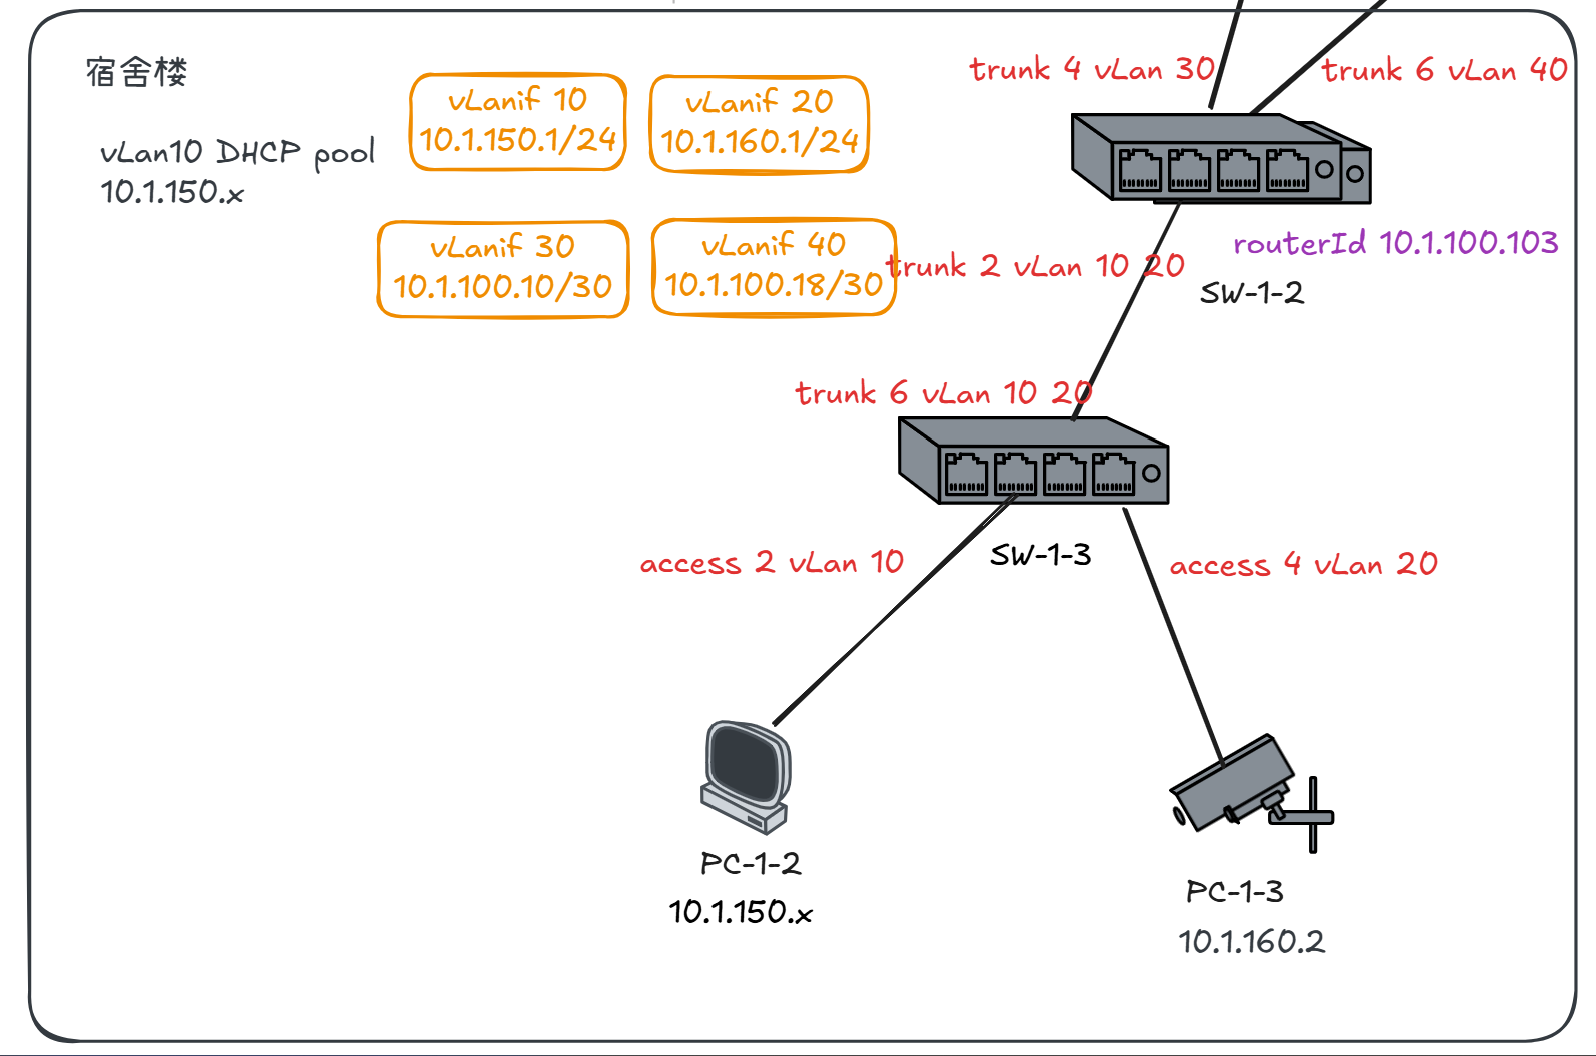 宿舍楼
vLan10 DHCP pool
10.1.150.x
vLanif 10
10.1.150.1/24
vLanif 20
10.1.160.1/24
vLanif 30
10.1.100.10/30
vLanif 40
10.1.100.18/30
trunk 4 vLan 30
trunk 6 vLan 40
routerId 10.1.100.103
trunk 2 vLan 10 20
SW-1-2
trunk 6 vLan 10 20
SW-1-3
access 2 vLan 10
access 4 vLan 20
PC-1-2
10.1.150.x
PC-1-3
10.1.160.2